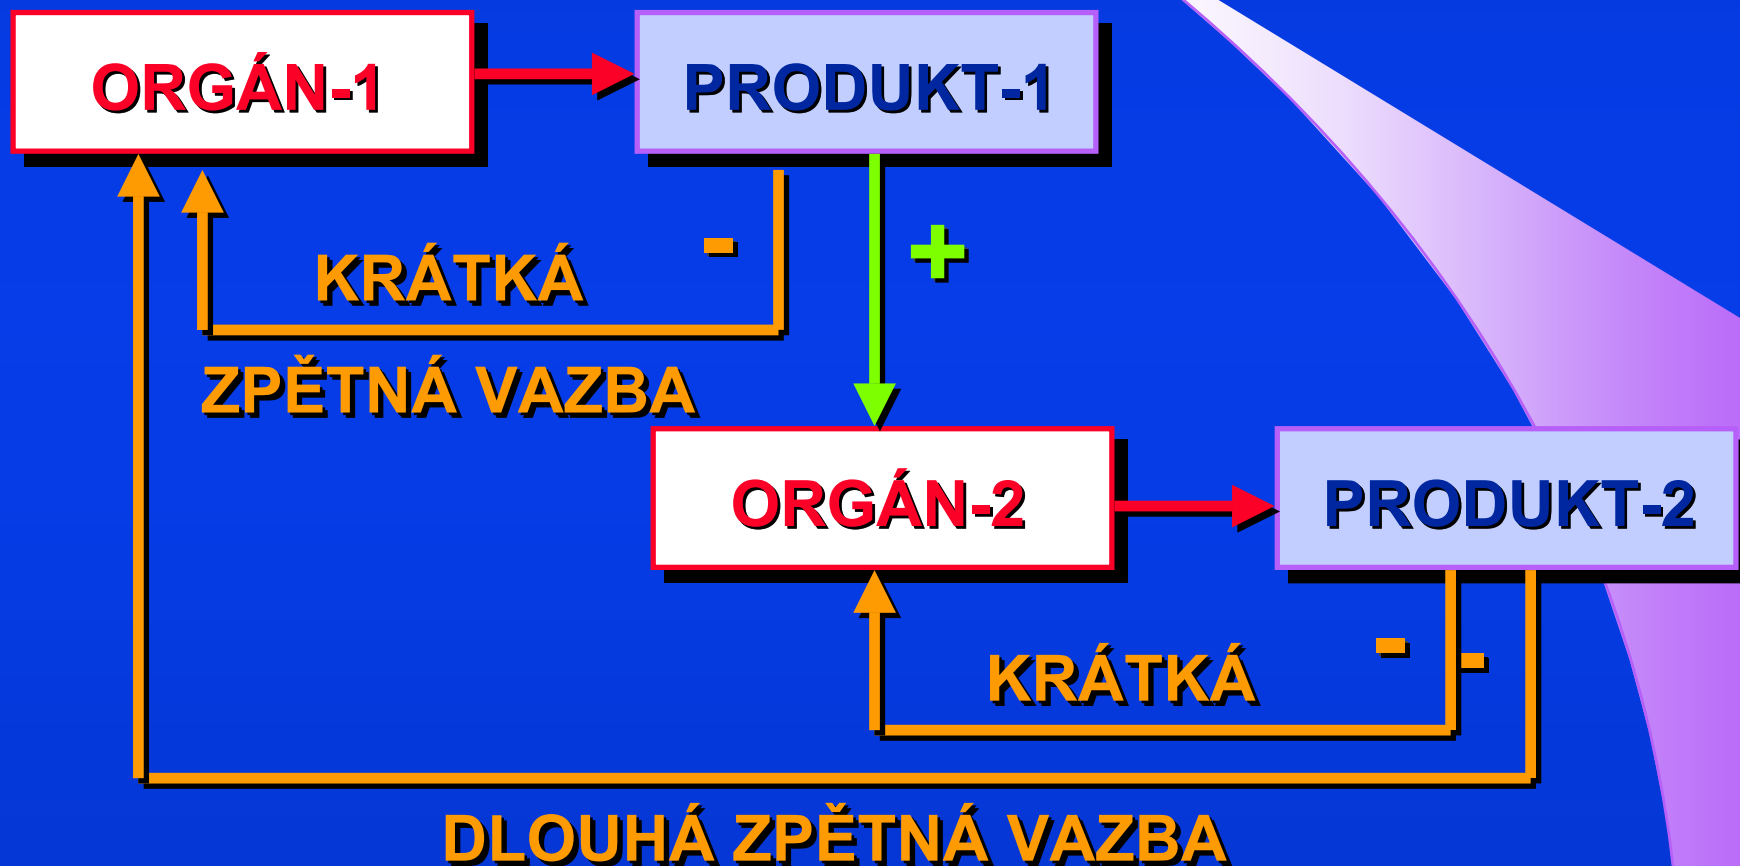 ORGÁN-1
PRODUKT-1
-
+
KRÁTKÁ
ZPĚTNÁ VAZBA
ORGÁN-2
PRODUKT-2
-
-
KRÁTKÁ
DLOUHÁ ZPĚTNÁ VAZBA